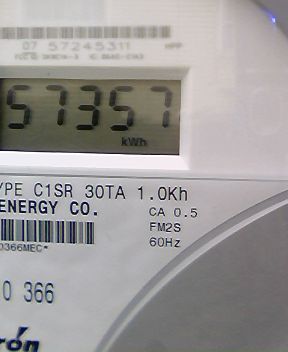 07 57245311
57357
kWh
YPE C1SR 30TA 1.0Kh
ENERGY CO.
CA 0.5
FM2S
60Hz
0366MEC*
0 366
rón